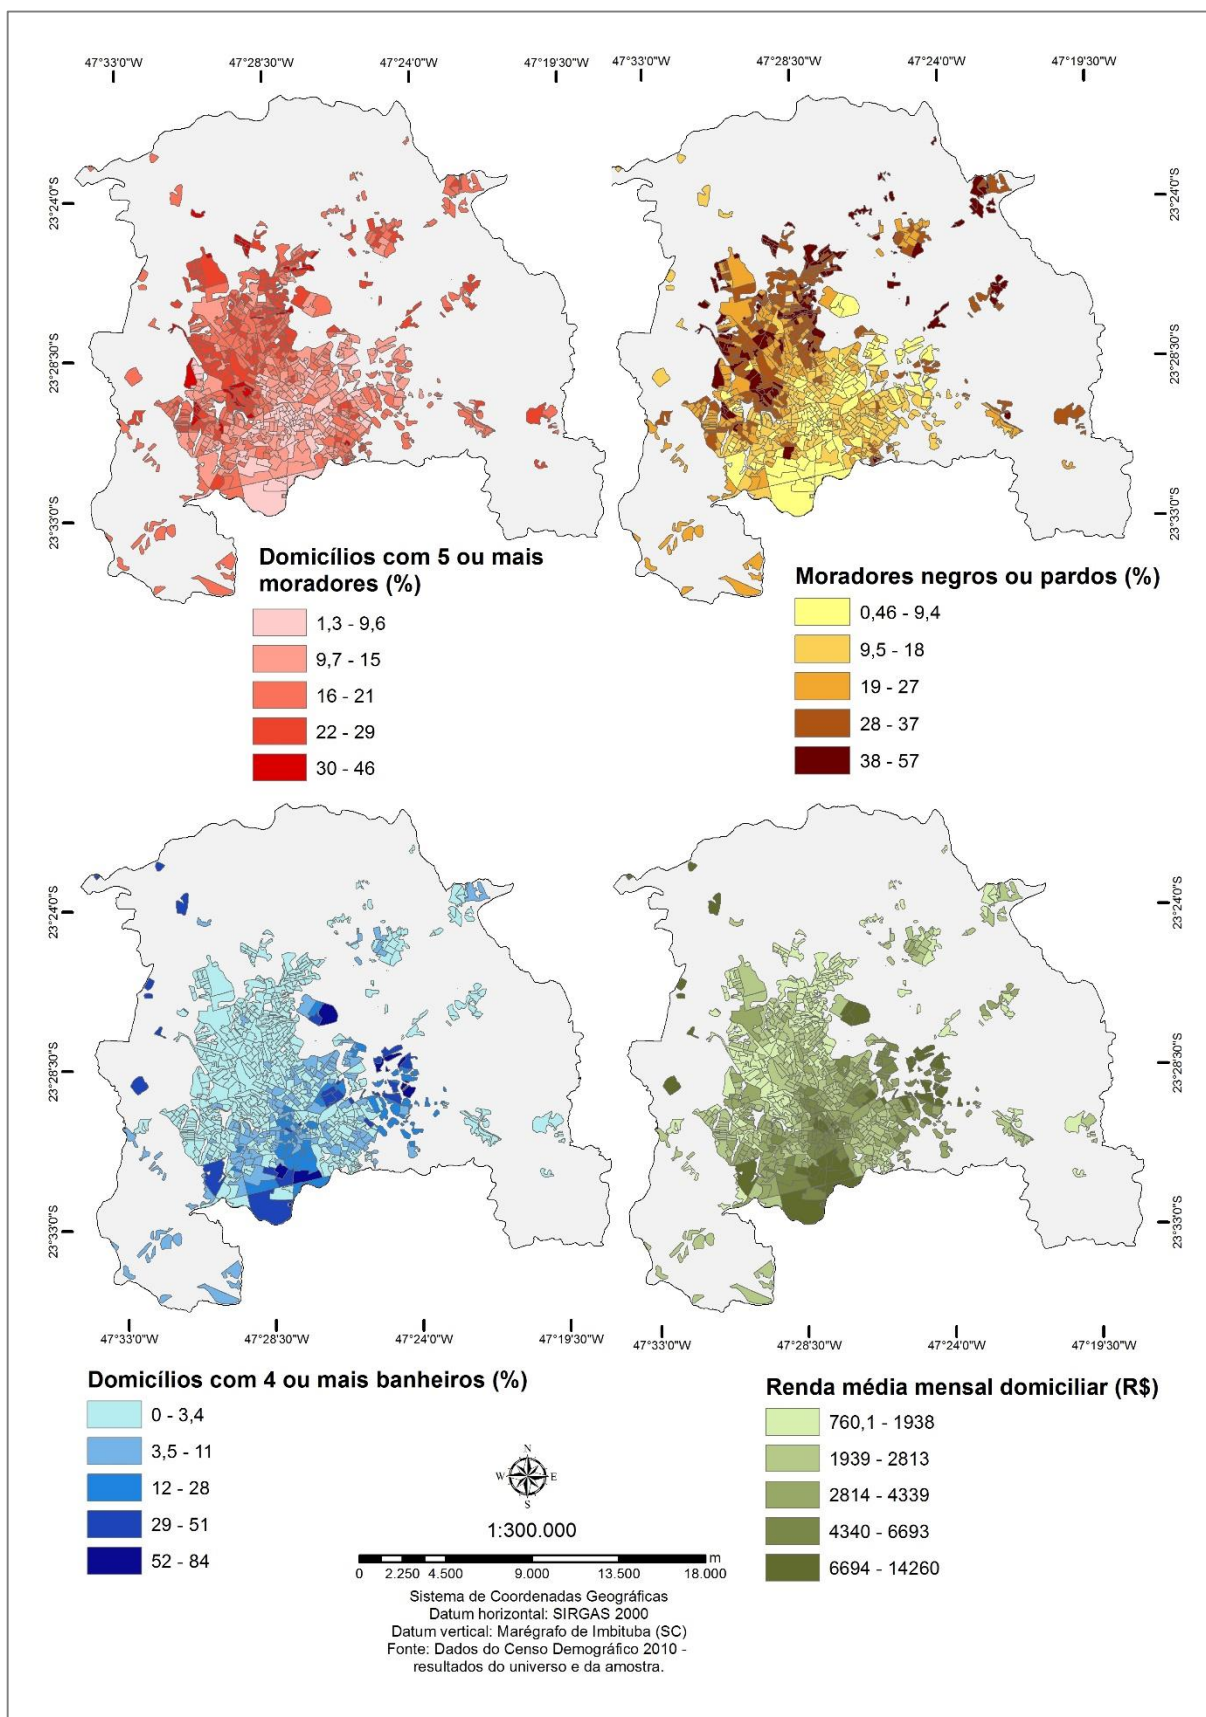 47°33'0"W 47°28'30"W 47°24'0"W 47°19'30"W 47°33'0"W 47°28'30"W 47°24'0"W 47°19'30"W
23°24'0"S
23°28'30"S
23°33'0"S
23°24'0"S
23°28'30"S
23°33'0"S
Domicílios com 5 ou mais
moradores (%)
1,3 - 9,6
9,7 - 15
16 - 21
22 - 29
30 - 46
Moradores negros ou pardos (%)
0,46 - 9,4
9,5 - 18
19 - 27
28 - 37
38 - 57
23°24'0"S
23°28'30"S
23°33'0"S
23°24'0"S
23°28'30"S
23°33'0"S
47°33'0"W 47°28'30"W 47°24'0"W 47°19'30"W 47°33'0"W 47°28'30"W 47°24'0"W 47°19'30"W
Domicílios com 4 ou mais banheiros (%)
0 - 3,4
3,5 - 11
12 - 28
29 - 51
52 - 84
Renda média mensal domiciliar (R$)
760,1 - 1938
1939 - 2813
2814 - 4339
4340 - 6693
6694 - 14260
N
W E
S
1:300.000
m
0 2.250 4.500 9.000 13.500 18.000
Sistema de Coordenadas Geográficas
Datum horizontal: SIRGAS 2000
Datum vertical: Marégrafo de Imbituba (SC)
Fonte: Dados do Censo Demográfico 2010 -
resultados do universo e da amostra.